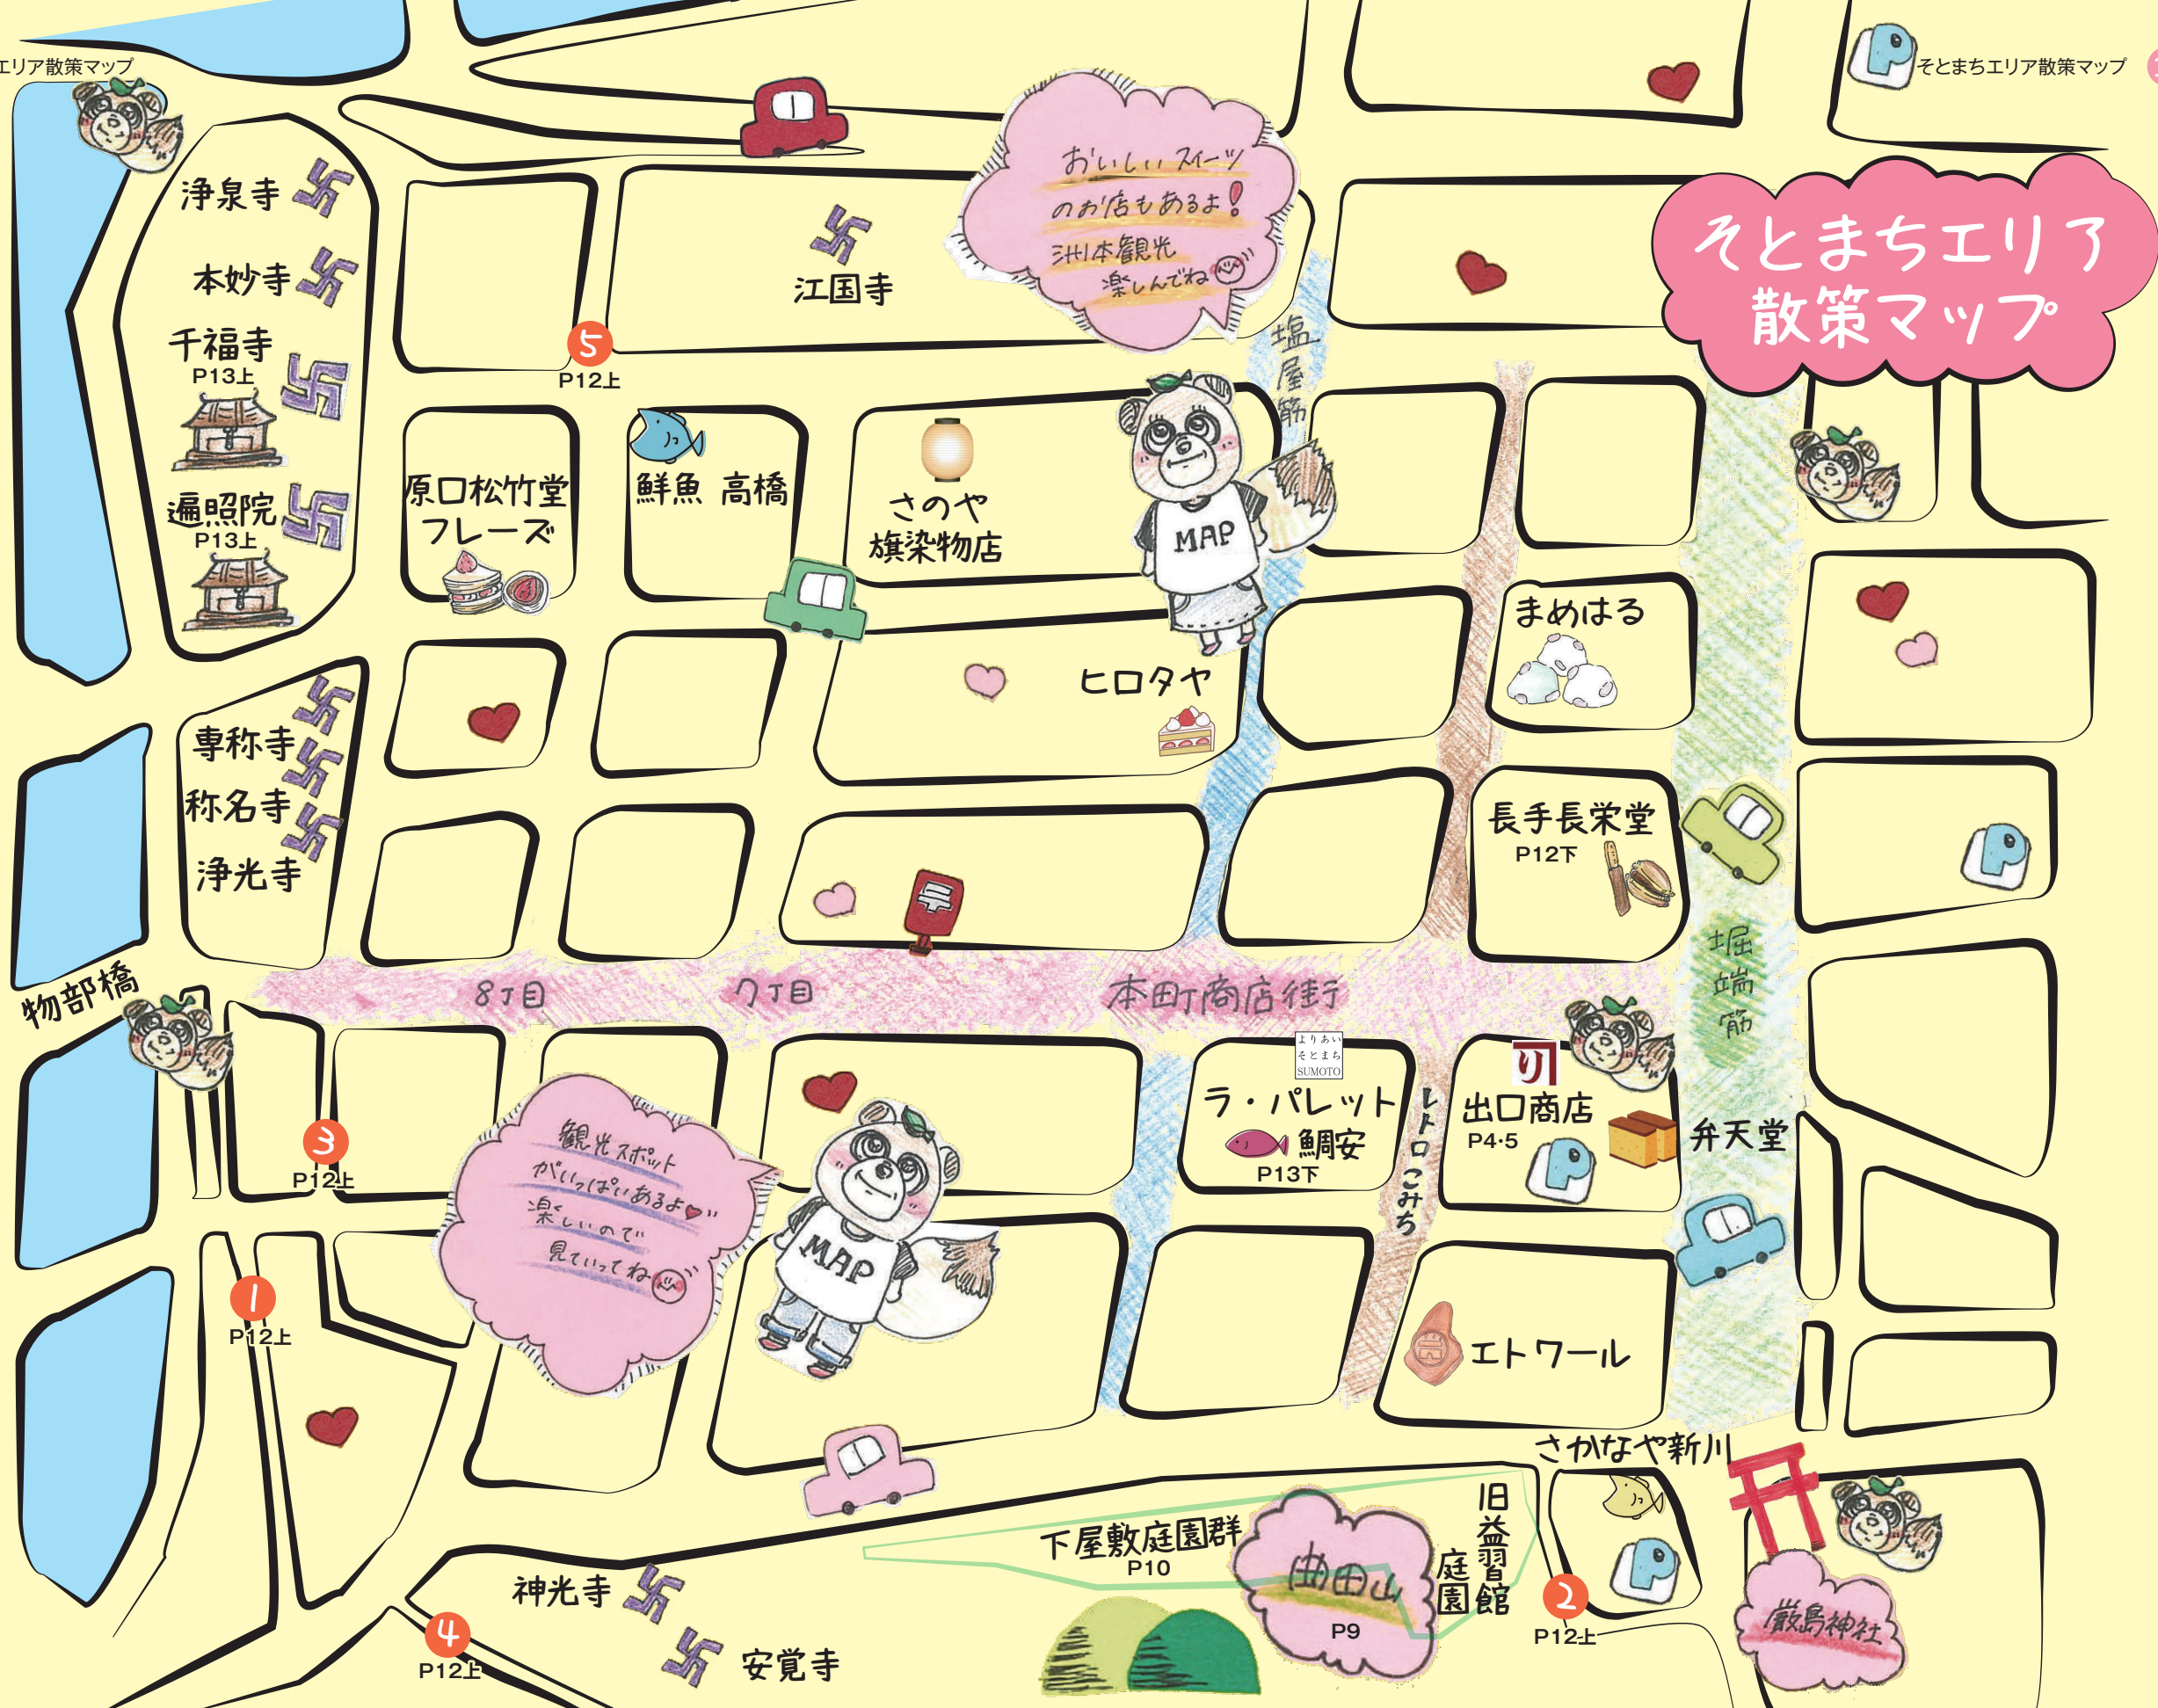 エリア散策マップ
そとまちエリア散策マップ
そとまちエリア
散策マップ
おいしいスイーツ
のお店もあるよ!
洲本観光
楽しんでね
浄泉寺
本妙寺
千福寺
P13上
遍照院
P13上
江国寺
5
P12上
塩屋筋
原口松竹堂
フレーズ
鮮魚 高橋
さのや
旗染物店
MAP
まめはる
ヒロタヤ
専称寺
称名寺
浄光寺
長手長栄堂
P12下
P
P
堀端筋
物部橋
8丁目
7丁目
本町商店街
よりあい
そとまち
SUMOTO
ラ・パレット
鯛安
P13下
レトロこみち
り
出口商店
P4・5
P
弁天堂
3
P12上
観光スポット
がいっぱいあるよ
楽しいので
見ていってね
MAP
1
P12上
エトワール
さかなや新川
下屋敷庭園群
P10
曲田山
P9
旧益習館
庭園
P
2
P12上
厳島神社
神光寺
安覚寺
4
P12上